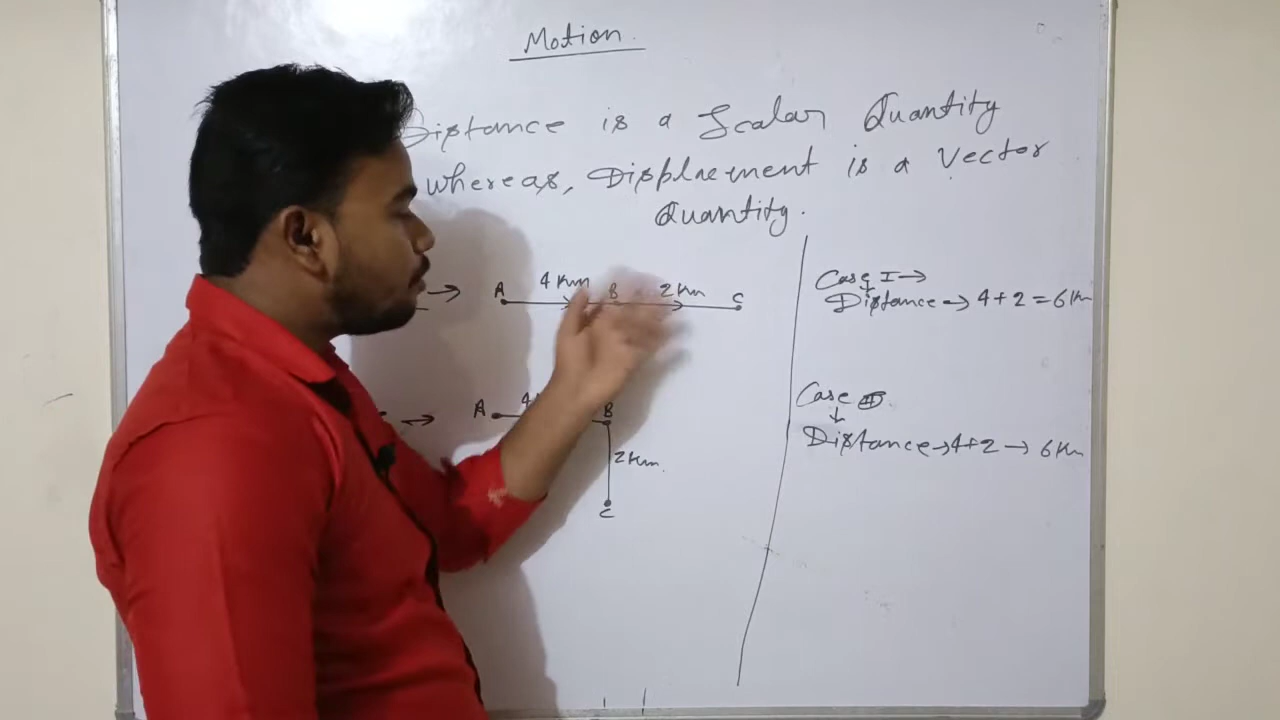 Motion.
Distance is a Scalar Quantity
whereas, Displacement is a Vector
Quantity.
→ A 4 Km B 2 Km C
→ A 4 B
2 Km.
C
Case I →
↓
Distance → 4 + 2 = 6 Km
Case II.
↓
Distance → 4+2 → 6 Km